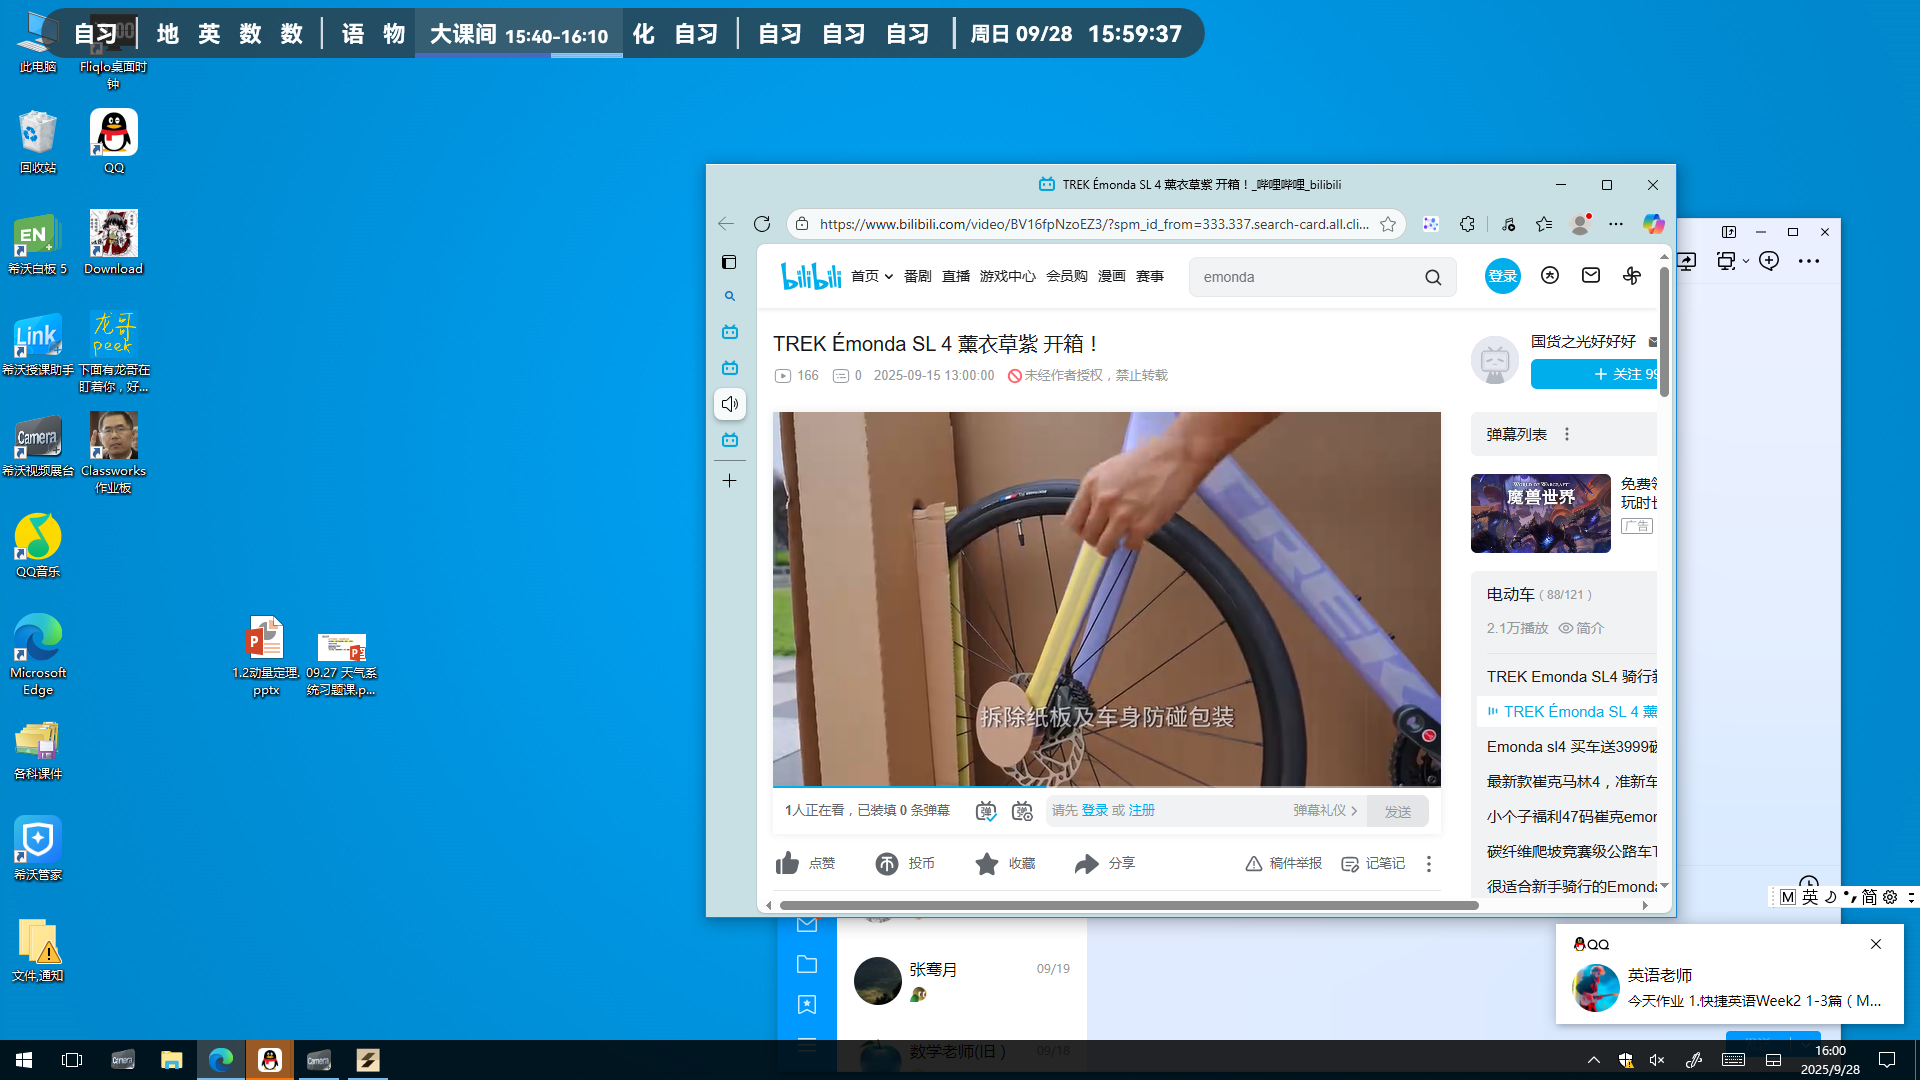 自习 | 地 英 数 数 | 语 物 大课间 15:40-16:10 化 自习 | 自习 自习 自习 | 周日 09/28 15:59:37
此电脑
Fliqlo桌面时钟
回收站
QQ
EN
希沃白板 5
Download
Link
希沃授课助手
龙哥
peek
下面有龙哥在盯着你，好...
Camera
希沃视频展台
Classworks
作业板
QQ音乐
Microsoft
Edge
1.2动量定理.
pptx
09.27 天气系
统习题课.p...
各科课件
希沃管家
文件,通知
TREK Émonda SL 4 薰衣草紫 开箱！_哔哩哔哩_bilibili
https://www.bilibili.com/video/BV16fpNzoEZ3/?spm_id_from=333.337.search-card.all.cli...
bilibili 首页 番剧 直播 游戏中心 会员购 漫画 赛事
emonda
登录
TREK Émonda SL 4 薰衣草紫 开箱！
166 0 2025-09-15 13:00:00 未经作者授权，禁止转载
国货之光好好好
+ 关注 99
弹幕列表
TREK
拆除纸板及车身防碰包装
WORLD OF WARCRAFT
魔兽世界
免费领
玩时长
广告
电动车 ( 88/121 )
2.1万播放 简介
TREK Emonda SL4 骑行
TREK Émonda SL 4 薰
Emonda sl4 买车送3999
最新款崔克马林4，准新车
小个子福利47码崔克emon
碳纤维爬坡竞赛级公路车T
很适合新手骑行的Emonda
1人正在看，已装填 0 条弹幕
请先 登录 或 注册
弹幕礼仪
发送
点赞
投币
收藏
分享
稿件举报
记笔记
张骞月 09/19
数学老师(旧 ) 09/18
M 英 简
QQ
英语老师
今天作业 1.快捷英语Week2 1-3篇（M...
Camera
Camera
16:00
2025/9/28